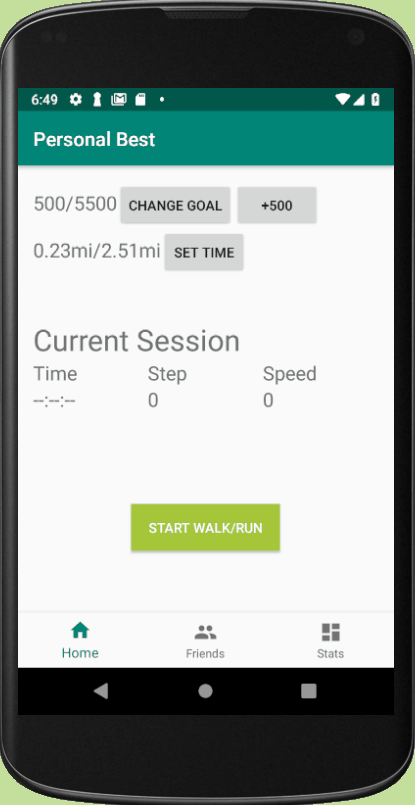 6:49
Personal Best
500/5500 CHANGE GOAL +500
0.23mi/2.51mi SET TIME
Current Session
Time Step Speed
--:--:-- 0 0
START WALK/RUN
Home Friends Stats